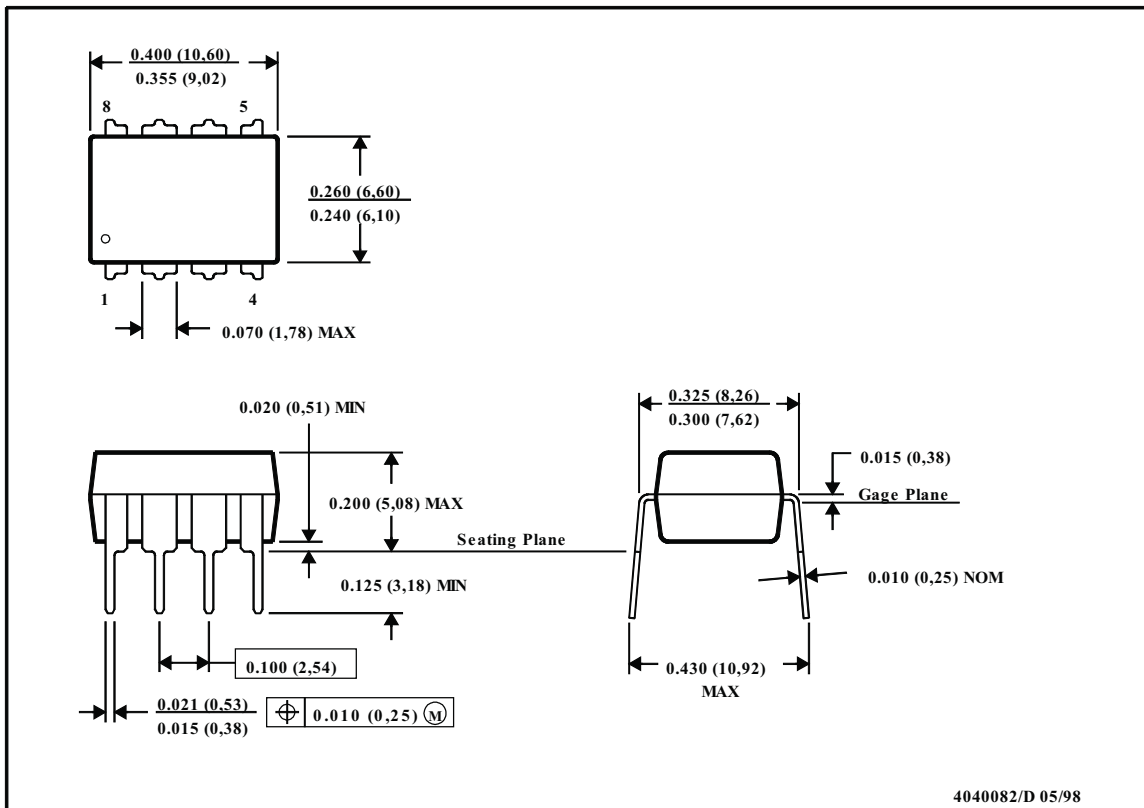 0.400 (10,60)
0.355 (9,02)
8
5
0.260 (6,60)
0.240 (6,10)
1
4
0.070 (1,78) MAX
0.020 (0,51) MIN
0.200 (5,08) MAX
Seating Plane
0.125 (3,18) MIN
0.100 (2,54)
0.021 (0,53)
0.015 (0,38)
0.010 (0,25) M
0.325 (8,26)
0.300 (7,62)
0.015 (0,38)
Gage Plane
0.010 (0,25) NOM
0.430 (10,92)
MAX
4040082/D 05/98